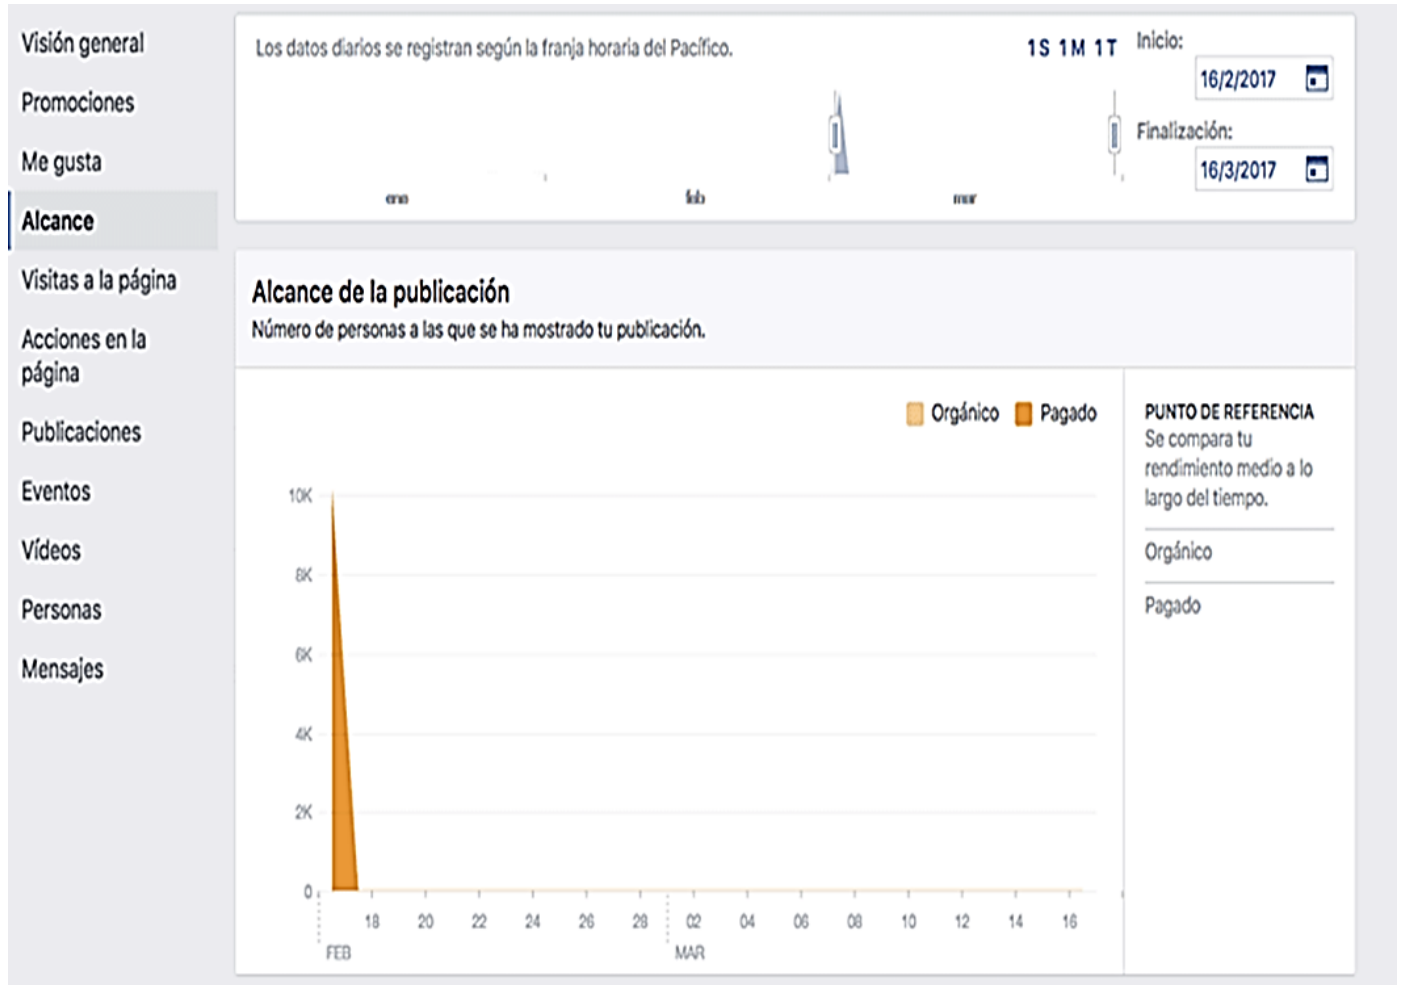 Visión general
Promociones
Me gusta
Alcance
Visitas a la página
Acciones en la
página
Publicaciones
Eventos
Vídeos
Personas
Mensajes
Los datos diarios se registran según la franja horaria del Pacífico.
1S 1M 1T
Inicio:
16/2/2017
Finalización:
16/3/2017
ene feb mar
Alcance de la publicación
Número de personas a las que se ha mostrado tu publicación.
Orgánico Pagado
10K
8K
6K
4K
2K
0
18 20 22 24 26 28 02 04 06 08 10 12 14 16
FEB MAR
PUNTO DE REFERENCIA
Se compara tu
rendimiento medio a lo
largo del tiempo.
Orgánico
Pagado